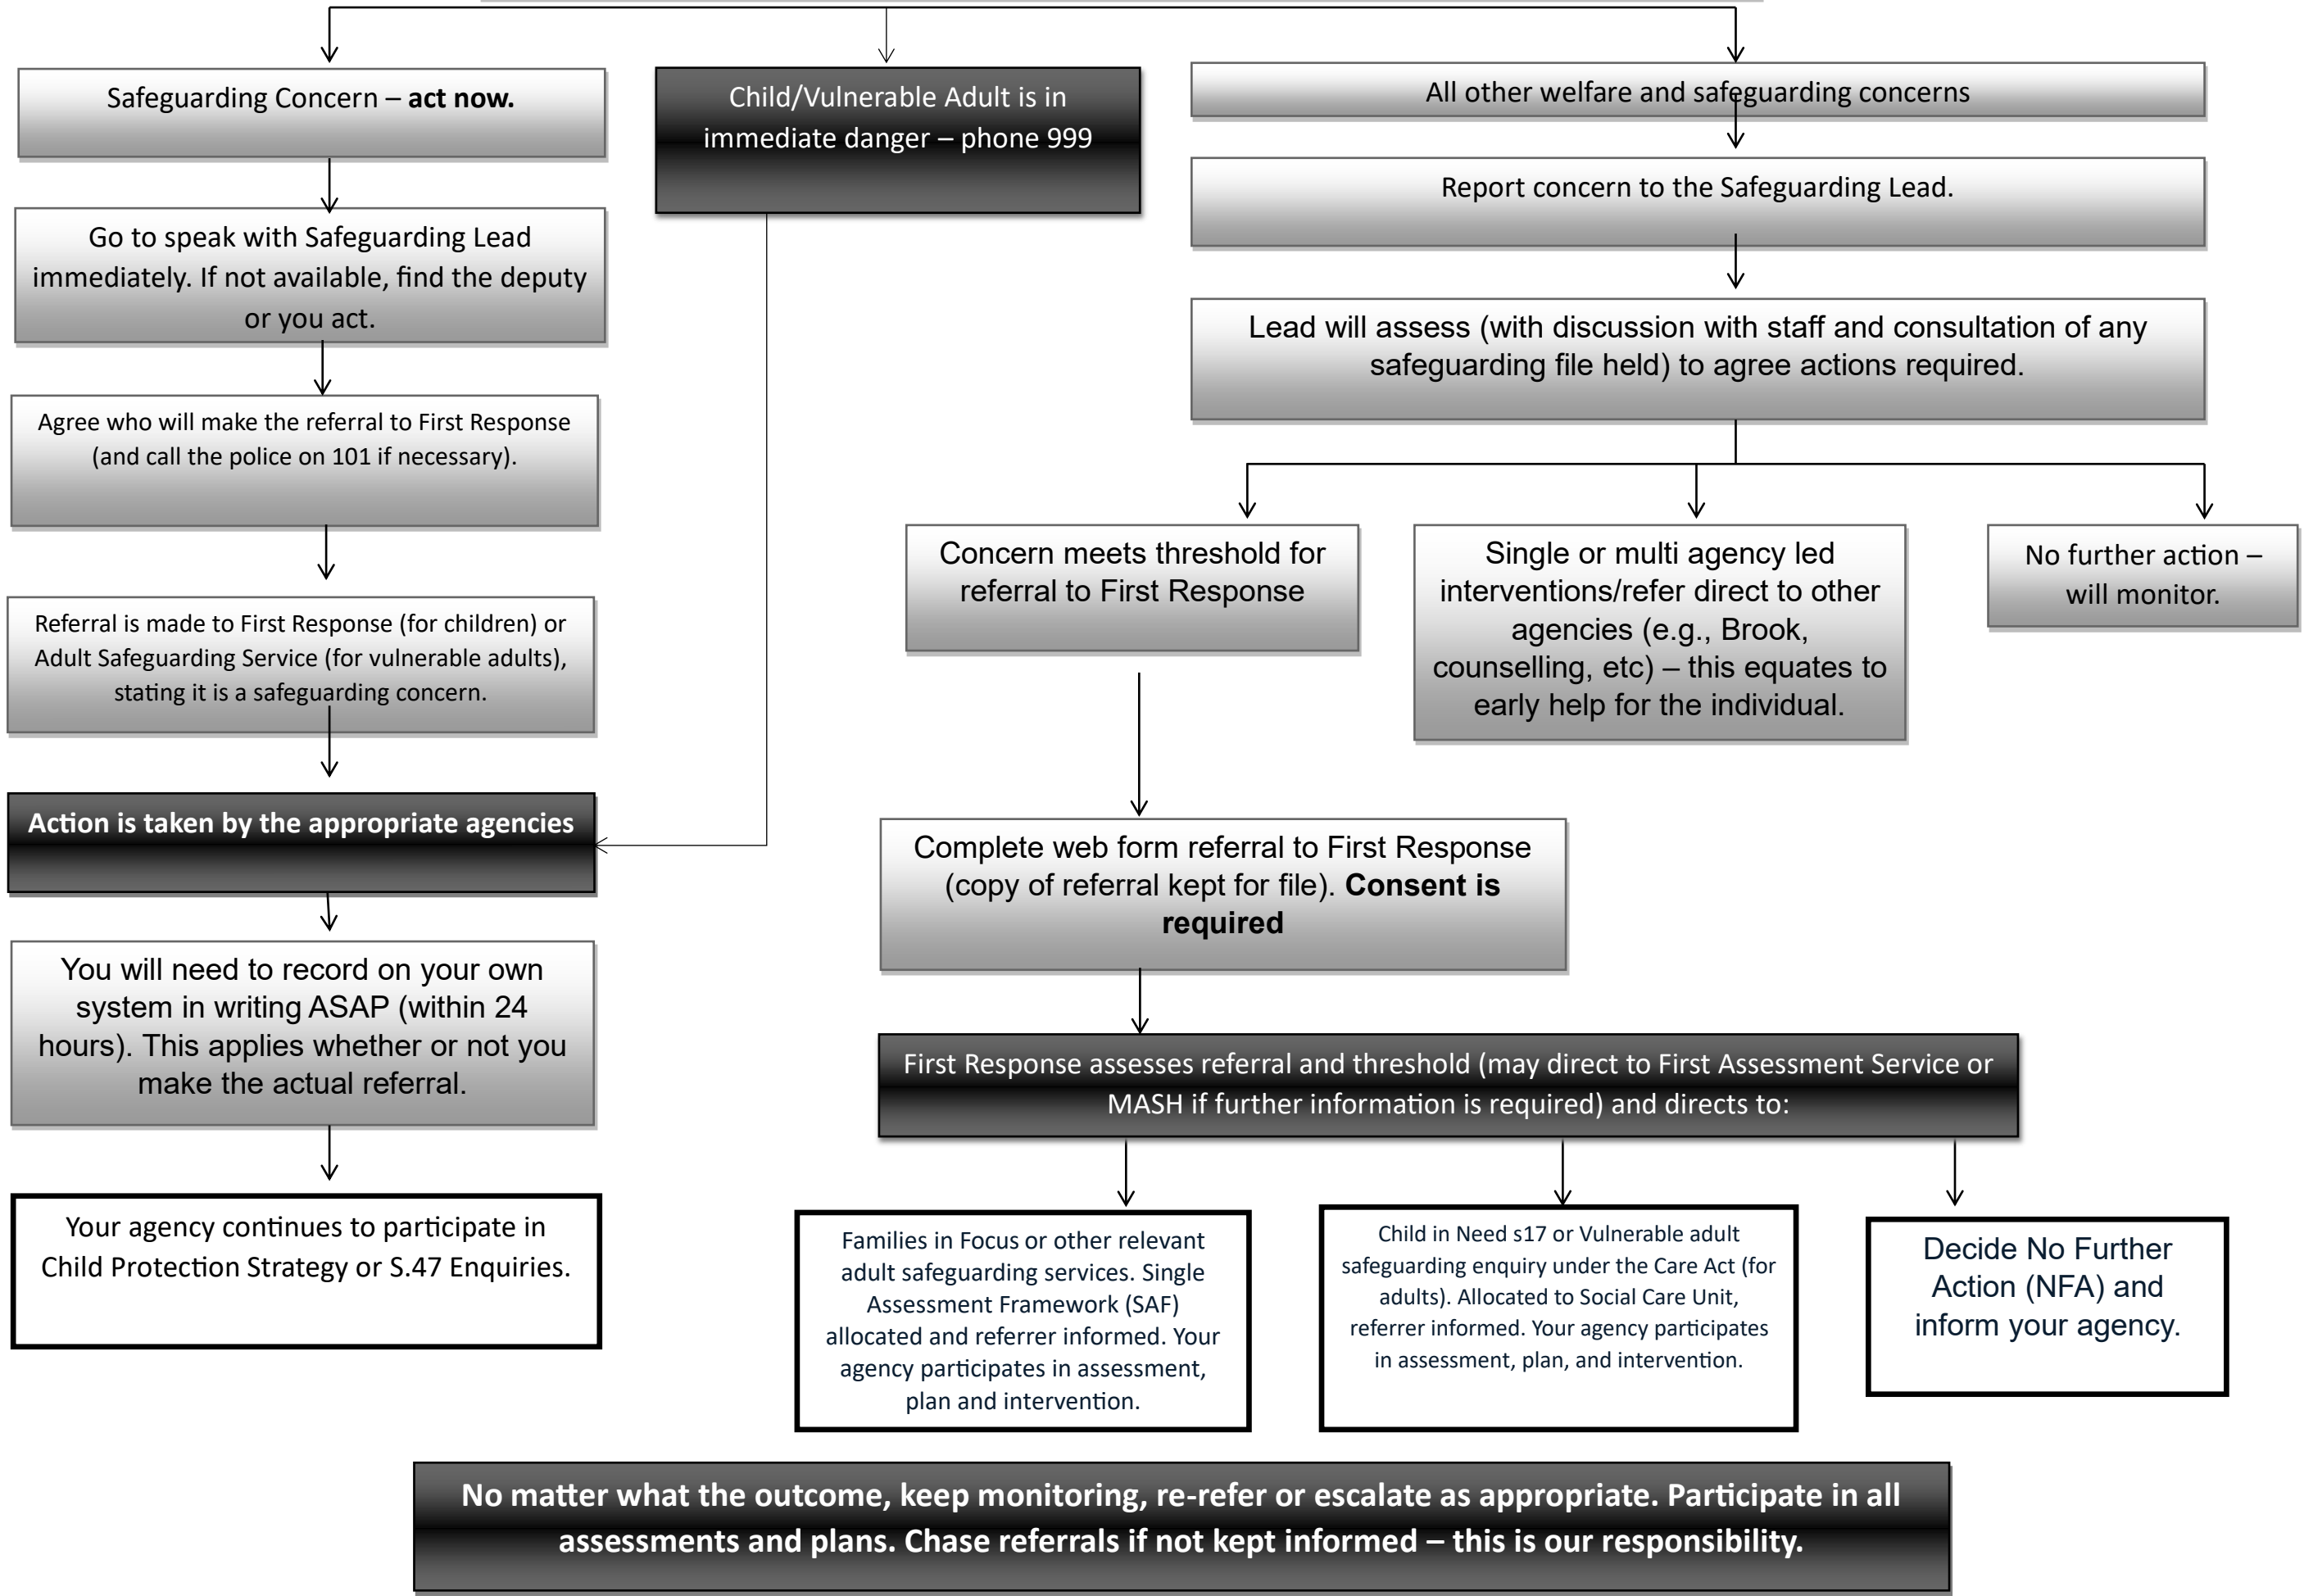 Safeguarding Concern – act now.
Go to speak with Safeguarding Lead
immediately. If not available, find the deputy
or you act.
Agree who will make the referral to First Response
(and call the police on 101 if necessary).
Referral is made to First Response (for children) or
Adult Safeguarding Service (for vulnerable adults),
stating it is a safeguarding concern.
Action is taken by the appropriate agencies
You will need to record on your own
system in writing ASAP (within 24
hours). This applies whether or not you
make the actual referral.
Your agency continues to participate in
Child Protection Strategy or S.47 Enquiries.
Child/Vulnerable Adult is in
immediate danger – phone 999
All other welfare and safeguarding concerns
Report concern to the Safeguarding Lead.
Lead will assess (with discussion with staff and consultation of any
safeguarding file held) to agree actions required.
Concern meets threshold for
referral to First Response
Single or multi agency led
interventions/refer direct to other
agencies (e.g., Brook,
counselling, etc) – this equates to
early help for the individual.
No further action –
will monitor.
Complete web form referral to First Response
(copy of referral kept for file). Consent is
required
First Response assesses referral and threshold (may direct to First Assessment Service or
MASH if further information is required) and directs to:
Families in Focus or other relevant
adult safeguarding services. Single
Assessment Framework (SAF)
allocated and referrer informed. Your
agency participates in assessment,
plan and intervention.
Child in Need s17 or Vulnerable adult
safeguarding enquiry under the Care Act (for
adults). Allocated to Social Care Unit,
referrer informed. Your agency participates
in assessment, plan, and intervention.
Decide No Further
Action (NFA) and
inform your agency.
No matter what the outcome, keep monitoring, re-refer or escalate as appropriate. Participate in all
assessments and plans. Chase referrals if not kept informed – this is our responsibility.